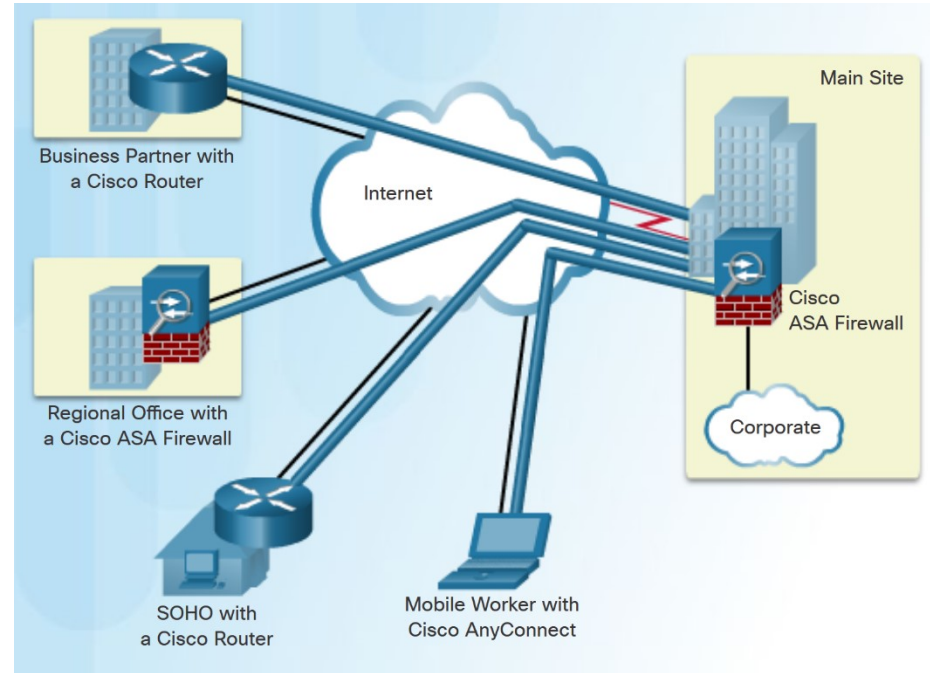 Main Site
Business Partner with
a Cisco Router
Internet
Cisco
ASA Firewall
Regional Office with
a Cisco ASA Firewall
Corporate
SOHO with
a Cisco Router
Mobile Worker with
Cisco AnyConnect